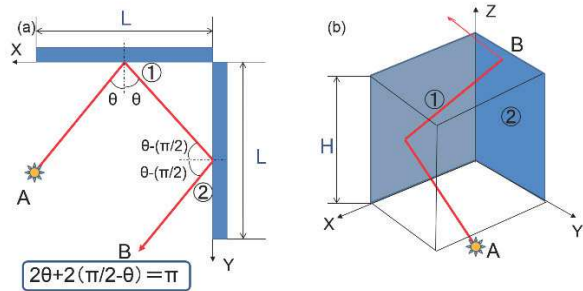 (a)
L
X
①
θ θ
θ-(π/2)
θ-(π/2)
②
L
A
B
Y
2θ+2(π/2-θ)=π
(b)
Z
B
①
②
H
X
Y
A